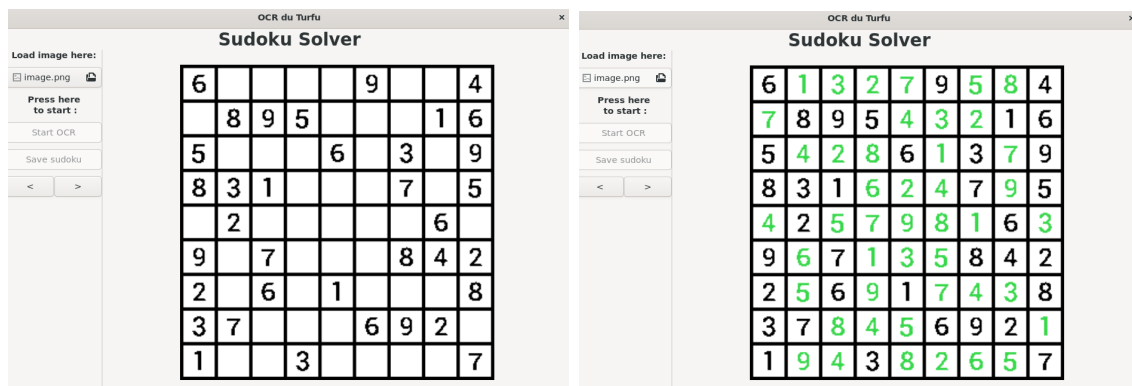 OCR du Turfu ×
Sudoku Solver
Load image here:
image.png
Press here
to start :
Start OCR
Save sudoku
< >
6 9 4
8 9 5 1 6
5 6 3 9
8 3 1 7 5
2 6
9 7 8 4 2
2 6 1 8
3 7 6 9 2
1 3 7
OCR du Turfu ×
Sudoku Solver
Load image here:
image.png
Press here
to start :
Start OCR
Save sudoku
< >
6 1 3 2 7 9 5 8 4
7 8 9 5 4 3 2 1 6
5 4 2 8 6 1 3 7 9
8 3 1 6 2 4 7 9 5
4 2 5 7 9 8 1 6 3
9 6 7 1 3 5 8 4 2
2 5 6 9 1 7 4 3 8
3 7 8 4 5 6 9 2 1
1 9 4 3 8 2 6 5 7